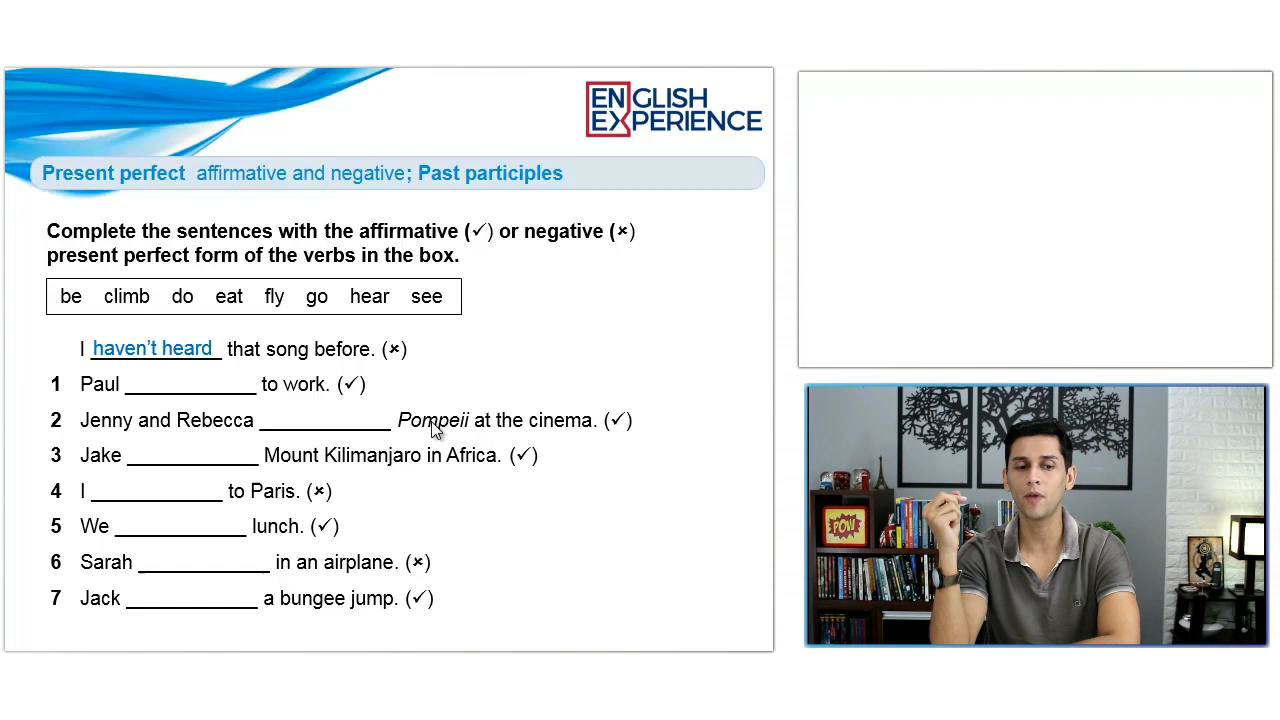 ENGLISH
EXPERIENCE
Present perfect affirmative and negative; Past participles
Complete the sentences with the affirmative (✓) or negative (×)
present perfect form of the verbs in the box.
be climb do eat fly go hear see
I haven't heard that song before. (×)
1 Paul ____________ to work. (✓)
2 Jenny and Rebecca ____________ Pompeii at the cinema. (✓)
3 Jake ____________ Mount Kilimanjaro in Africa. (✓)
4 I ____________ to Paris. (×)
5 We ____________ lunch. (✓)
6 Sarah ____________ in an airplane. (×)
7 Jack ____________ a bungee jump. (✓)
POW